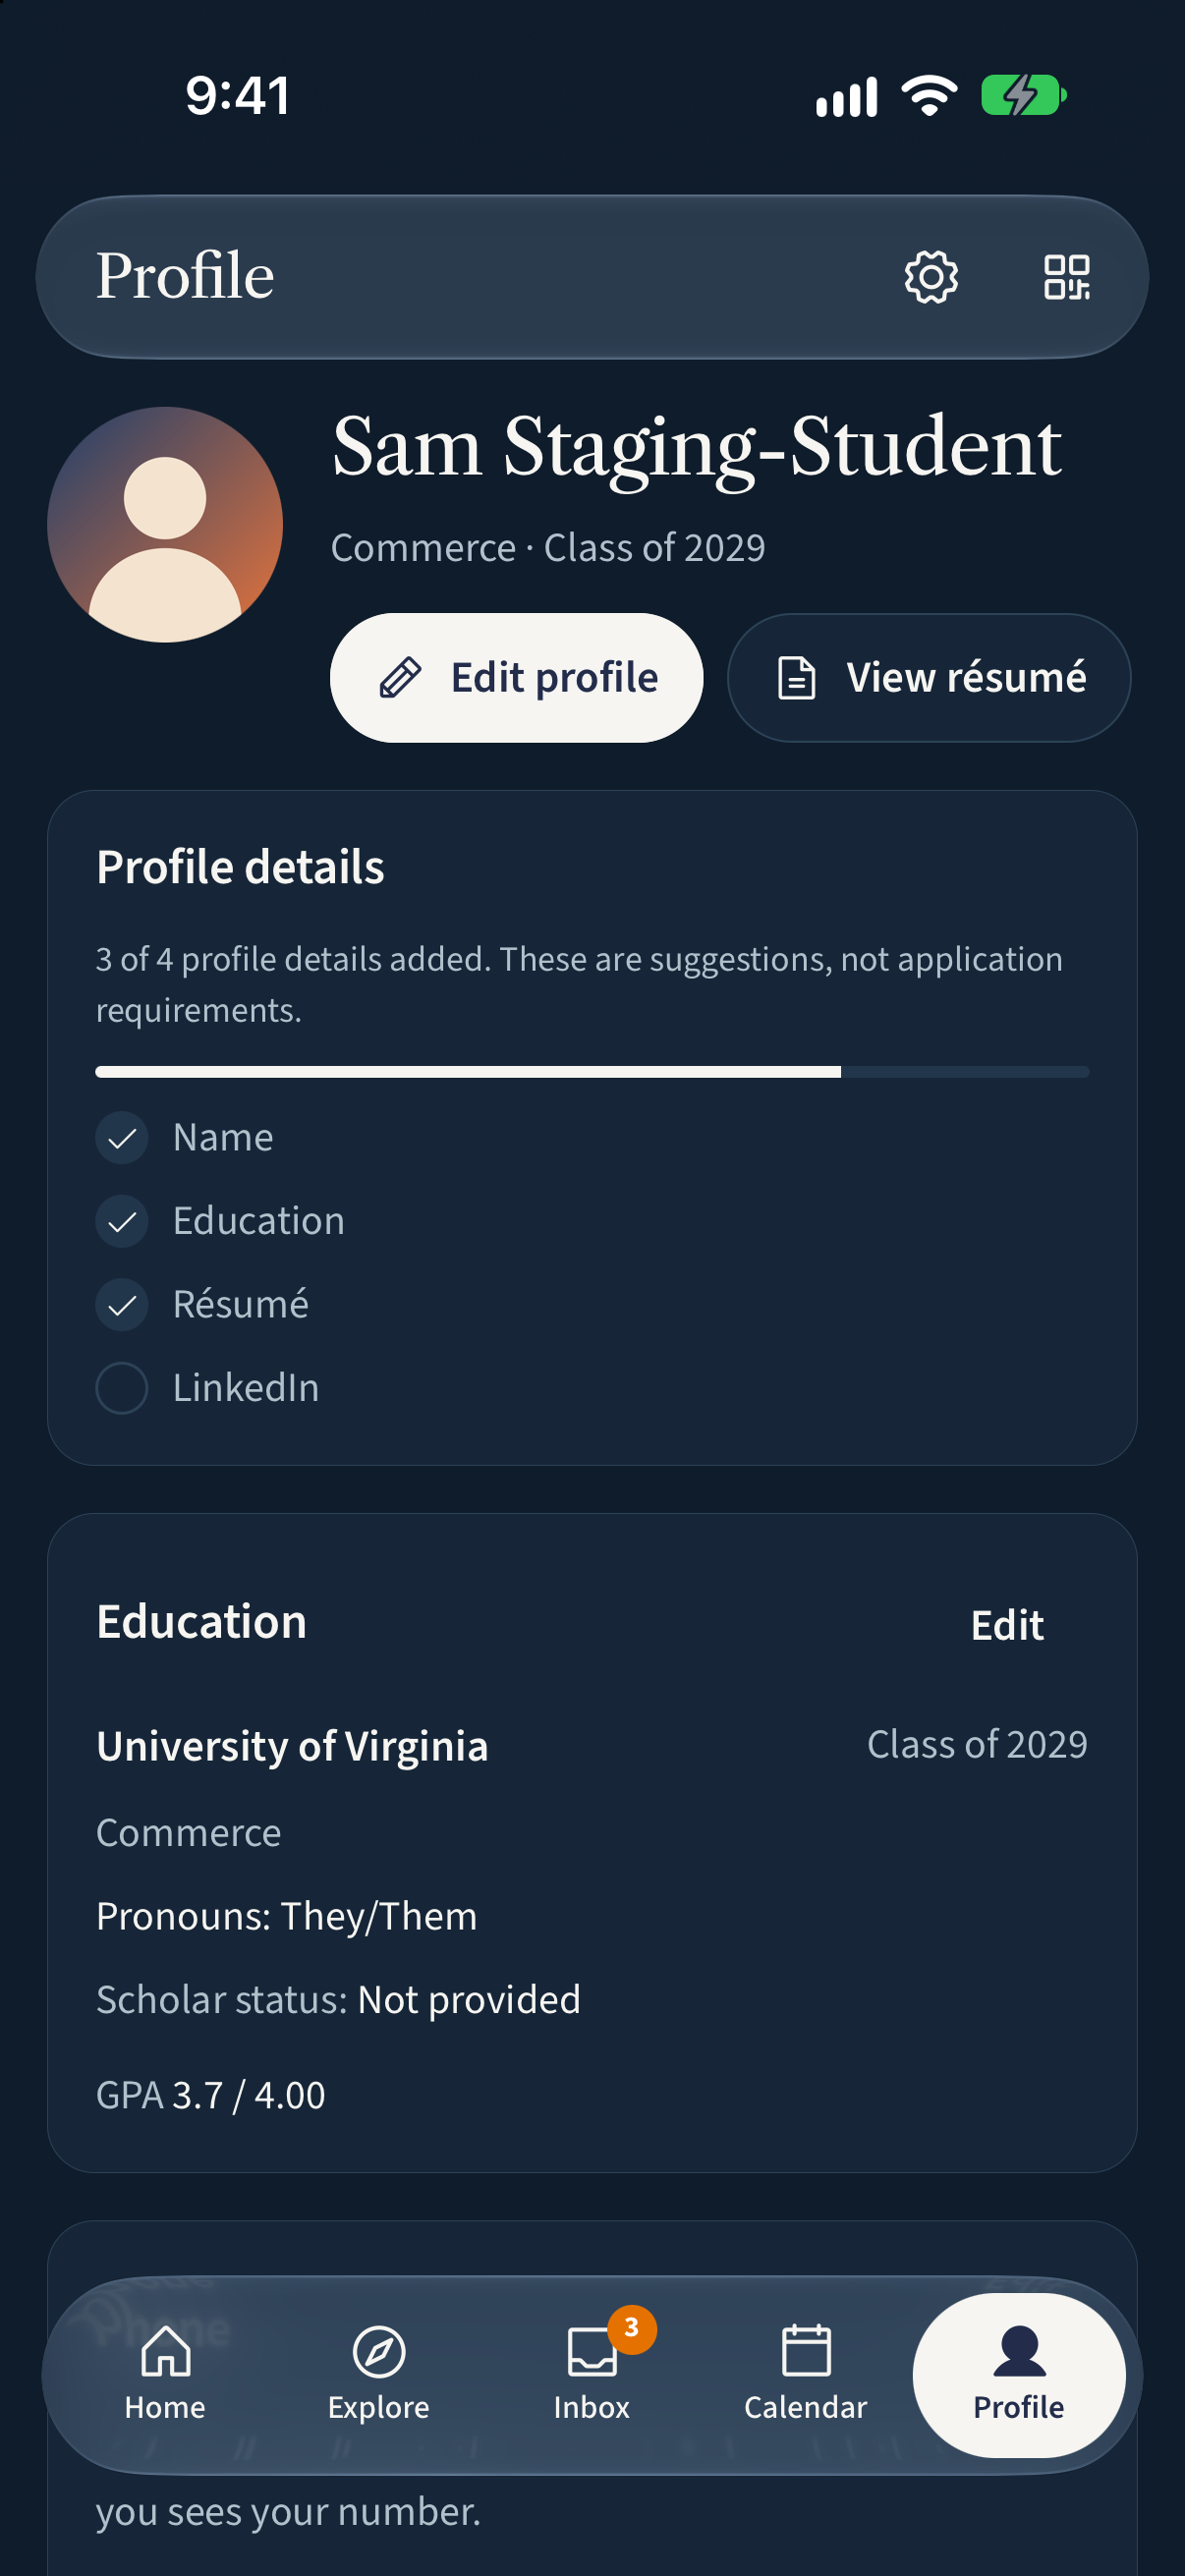 9:41
Profile
Sam Staging-Student
Commerce · Class of 2029
Edit profile
View résumé
Profile details
3 of 4 profile details added. These are suggestions, not application
requirements.
Name
Education
Résumé
LinkedIn
Education
Edit
University of Virginia
Class of 2029
Commerce
Pronouns: They/Them
Scholar status: Not provided
GPA 3.7 / 4.00
Phone
3
Home
Explore
Inbox
Calendar
Profile
you sees your number.